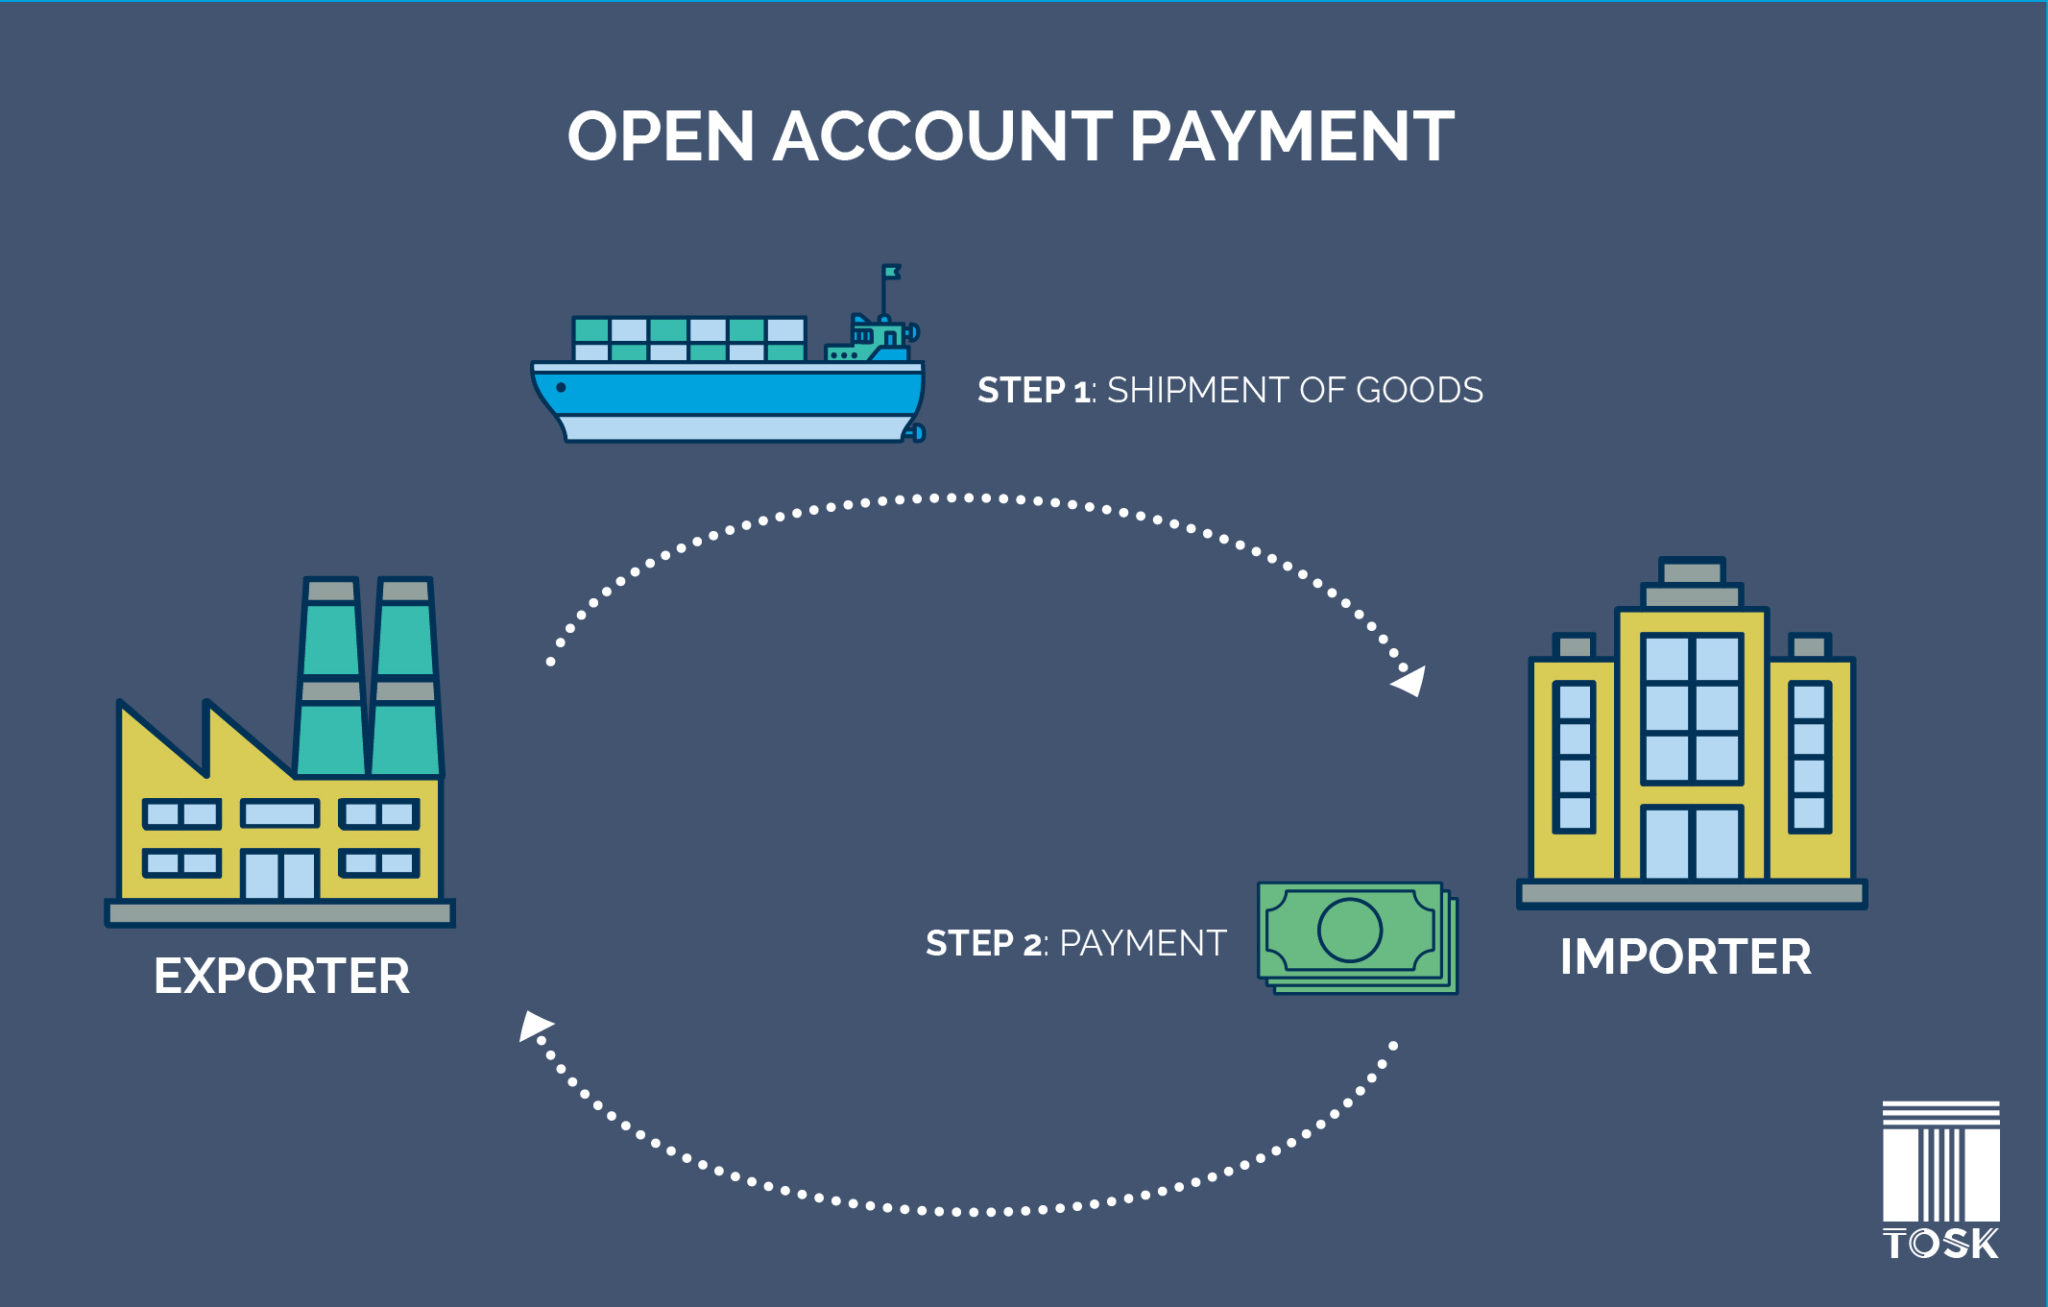 OPEN ACCOUNT PAYMENT
STEP 1: SHIPMENT OF GOODS
EXPORTER
STEP 2: PAYMENT
IMPORTER
TOSK